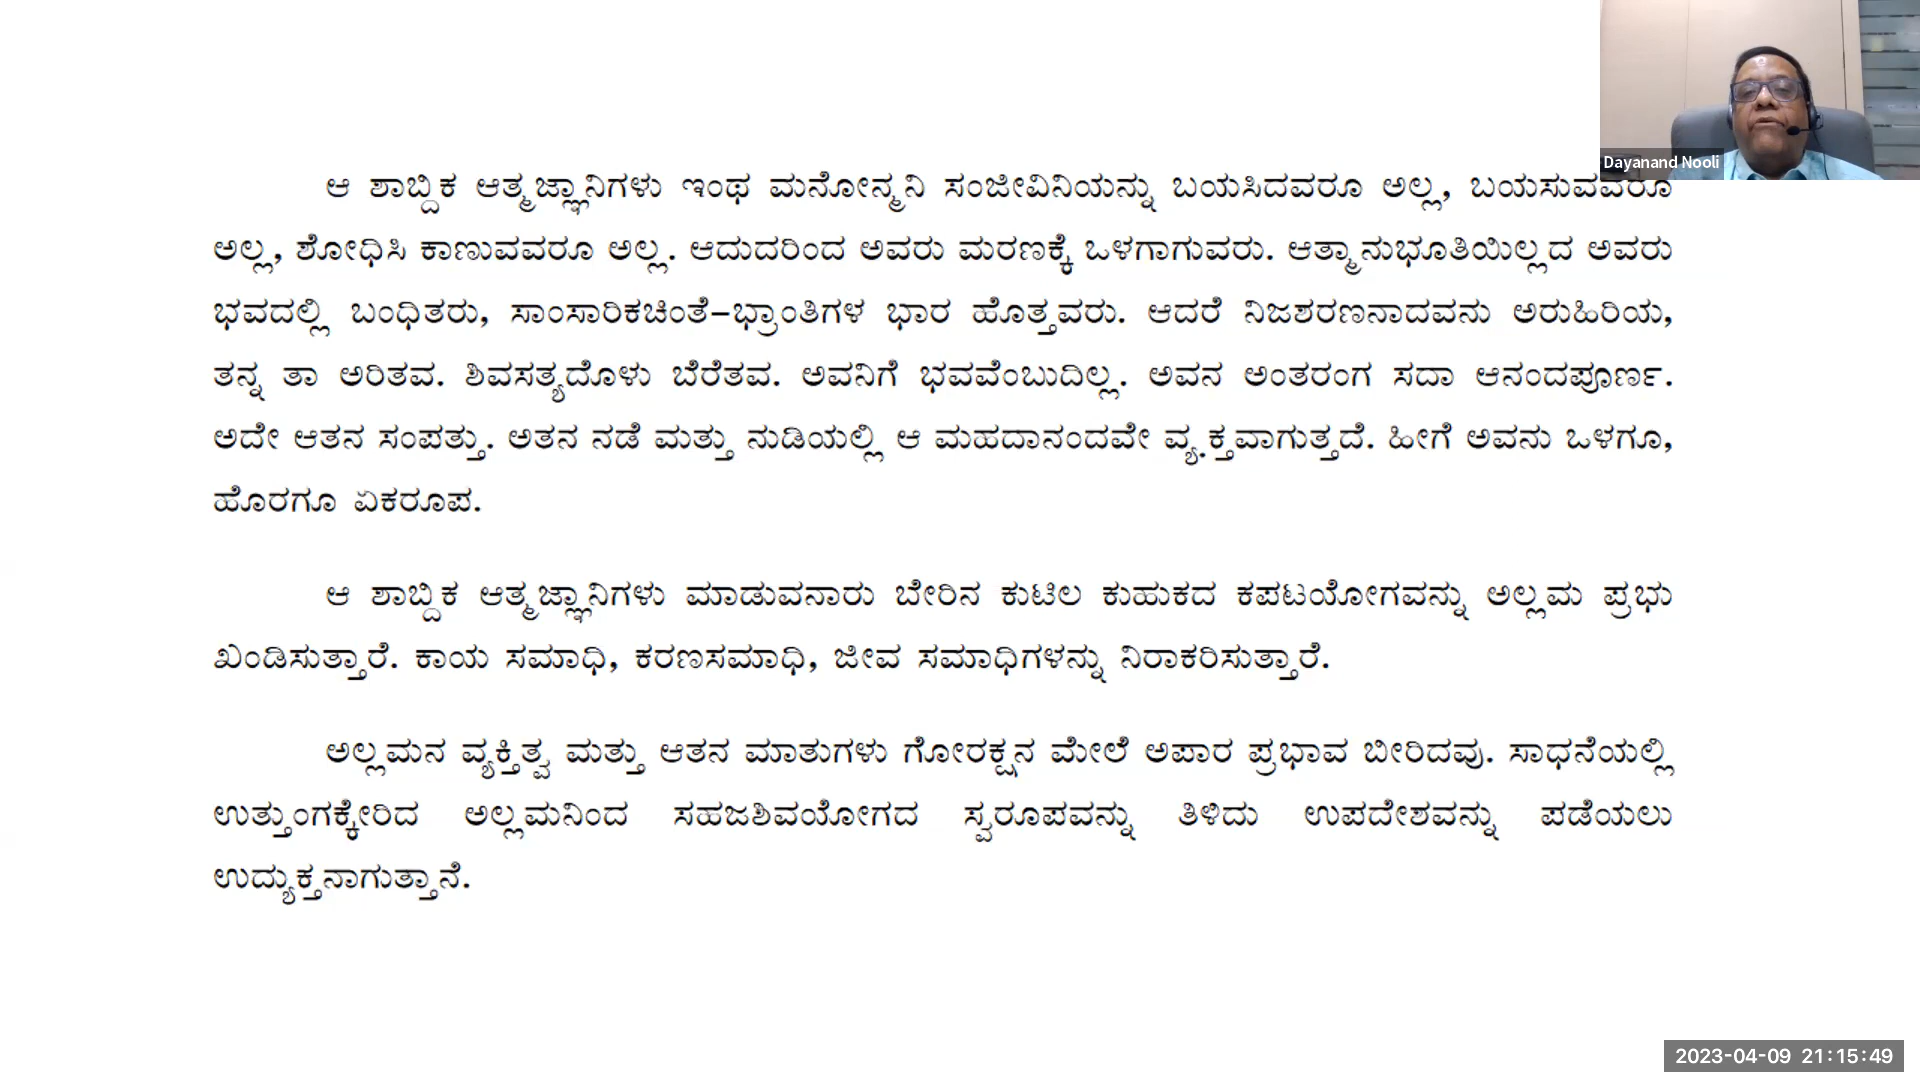 Dayanand Nooli
ಆ ಶಾಬ್ದಿಕ ಆತ್ಮಜ್ಞಾನಿಗಳು ಇಂಥ ಮನೋನ್ಮನಿ ಸಂಜೀವಿನಿಯನ್ನು ಬಯಸಿದವರೂ ಅಲ್ಲ, ಬಯಸುವವರೂ
ಅಲ್ಲ, ಶೋಧಿಸಿ ಕಾಣುವವರೂ ಅಲ್ಲ. ಆದುದರಿಂದ ಅವರು ಮರಣಕ್ಕೆ ಒಳಗಾಗುವರು. ಆತ್ಮಾನುಭೂತಿಯಿಲ್ಲದ ಅವರು
ಭವದಲ್ಲಿ ಬಂಧಿತರು, ಸಾಂಸಾರಿಕಚಿಂತೆ–ಭ್ರಾಂತಿಗಳ ಭಾರ ಹೊತ್ತವರು. ಆದರೆ ನಿಜಶರಣನಾದವನು ಅರುಹಿರಿಯ,
ತನ್ನ ತಾ ಅರಿತವ. ಶಿವಸತ್ಯದೊಳು ಬೆರೆತವ. ಅವನಿಗೆ ಭವವೆಂಬುದಿಲ್ಲ. ಅವನ ಅಂತರಂಗ ಸದಾ ಆನಂದಪೂರ್ಣ.
ಅದೇ ಆತನ ಸಂಪತ್ತು. ಅತನ ನಡೆ ಮತ್ತು ನುಡಿಯಲ್ಲಿ ಆ ಮಹದಾನಂದವೇ ವ್ಯಕ್ತವಾಗುತ್ತದೆ. ಹೀಗೆ ಅವನು ಒಳಗೂ,
ಹೊರಗೂ ಏಕರೂಪ.
ಆ ಶಾಬ್ದಿಕ ಆತ್ಮಜ್ಞಾನಿಗಳು ಮಾಡುವನಾರು ಬೇರಿನ ಕುಟಿಲ ಕುಹುಕದ ಕಪಟಯೋಗವನ್ನು ಅಲ್ಲಮ ಪ್ರಭು
ಖಂಡಿಸುತ್ತಾರೆ. ಕಾಯ ಸಮಾಧಿ, ಕರಣಸಮಾಧಿ, ಜೀವ ಸಮಾಧಿಗಳನ್ನು ನಿರಾಕರಿಸುತ್ತಾರೆ.
ಅಲ್ಲಮನ ವ್ಯಕ್ತಿತ್ವ ಮತ್ತು ಆತನ ಮಾತುಗಳು ಗೋರಕ್ಷನ ಮೇಲೆ ಅಪಾರ ಪ್ರಭಾವ ಬೀರಿದವು. ಸಾಧನೆಯಲ್ಲಿ
ಉತ್ತುಂಗಕ್ಕೇರಿದ ಅಲ್ಲಮನಿಂದ ಸಹಜಶಿವಯೋಗದ ಸ್ವರೂಪವನ್ನು ತಿಳಿದು ಉಪದೇಶವನ್ನು ಪಡೆಯಲು
ಉದ್ಯುಕ್ತನಾಗುತ್ತಾನೆ.
2023-04-09 21:15:49